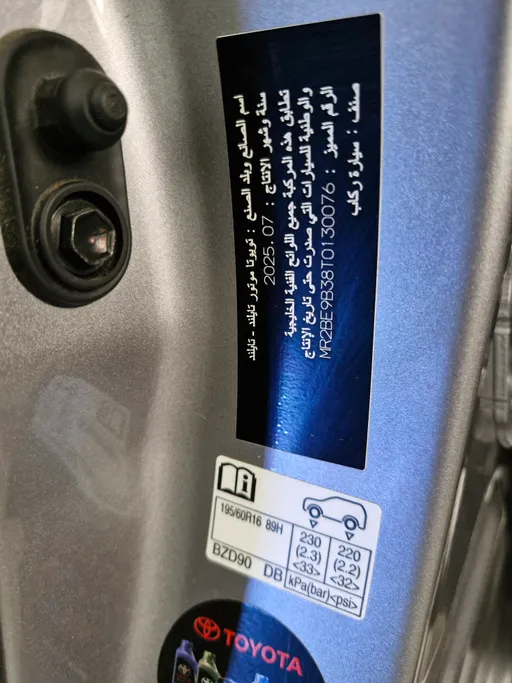 اسم الصانع وبلد الصنع : تويوتا موتور تايلند - تايلند
سنة وشهر الإنتاج : 2025.07
تطابق هذه المركبة جميع اللوائح الفنية الخليجية
والوطنية للسيارات التي صدرت حتى تاريخ الإنتاج
الرقم المميز : MR2BE9B38T0130076
صنف : سيارة ركاب
195/60R16 89H
230 220
(2.3) (2.2)
<33> <32>
BZD90 DB kPa(bar)<psi>
TOYOTA